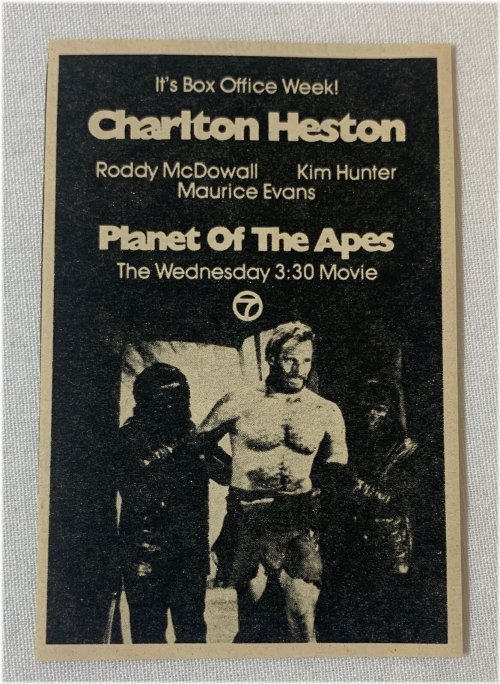 It's Box Office Week!
Charlton Heston
Roddy McDowall Kim Hunter
Maurice Evans
Planet Of The Apes
The Wednesday 3:30 Movie
7